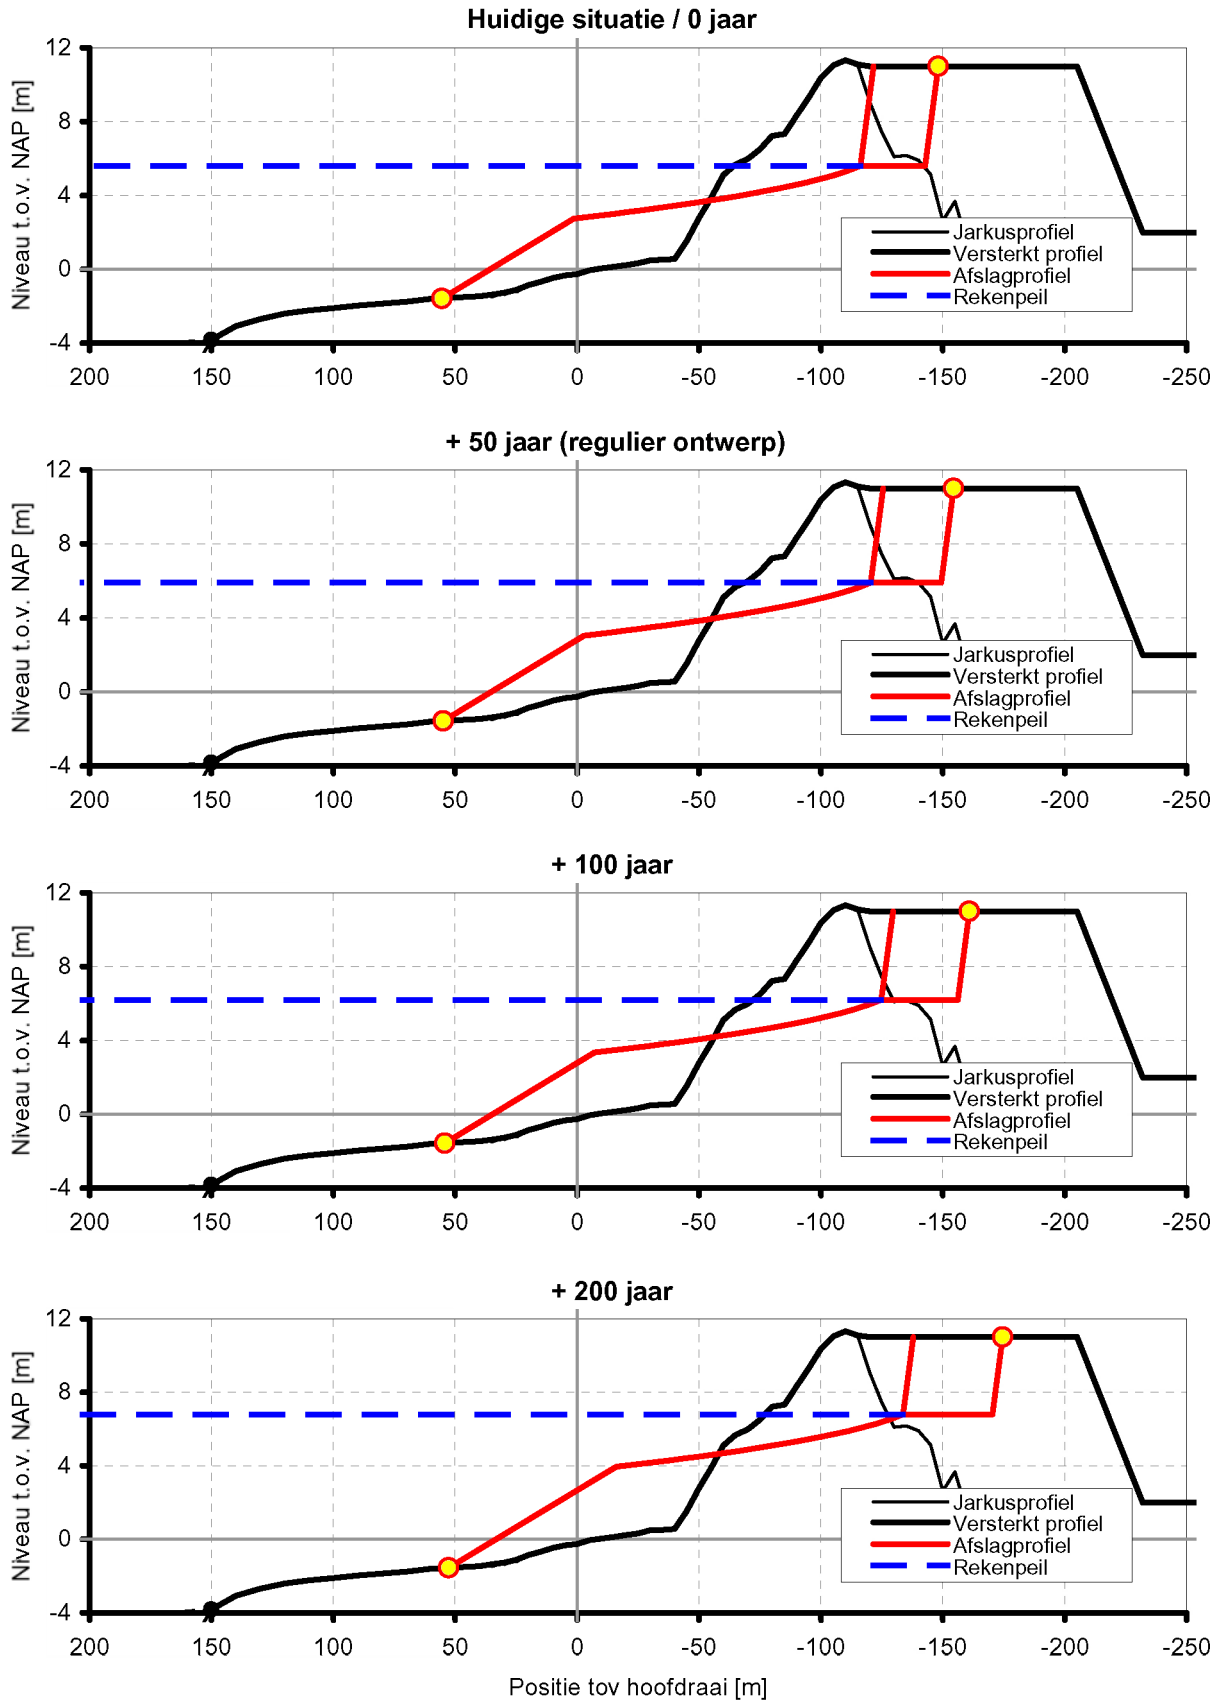 Huidige situatie / 0 jaar
Niveau t.o.v. NAP [m]
12
8
4
0
-4
200 150 100 50 0 -50 -100 -150 -200 -250
Jarkusprofiel
Versterkt profiel
Afslagprofiel
Rekenpeil
+ 50 jaar (regulier ontwerp)
Niveau t.o.v. NAP [m]
12
8
4
0
-4
200 150 100 50 0 -50 -100 -150 -200 -250
Jarkusprofiel
Versterkt profiel
Afslagprofiel
Rekenpeil
+ 100 jaar
Niveau t.o.v. NAP [m]
12
8
4
0
-4
200 150 100 50 0 -50 -100 -150 -200 -250
Jarkusprofiel
Versterkt profiel
Afslagprofiel
Rekenpeil
+ 200 jaar
Niveau t.o.v. NAP [m]
12
8
4
0
-4
200 150 100 50 0 -50 -100 -150 -200 -250
Jarkusprofiel
Versterkt profiel
Afslagprofiel
Rekenpeil
Positie tov hoofdraai [m]